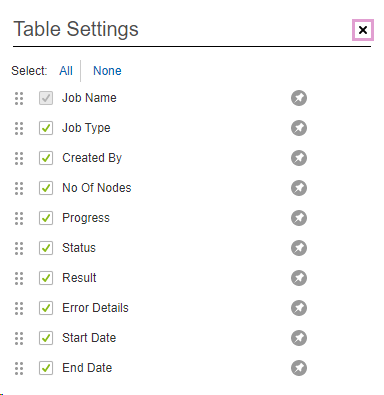 Table Settings
Select: All None
Job Name
Job Type
Created By
No Of Nodes
Progress
Status
Result
Error Details
Start Date
End Date